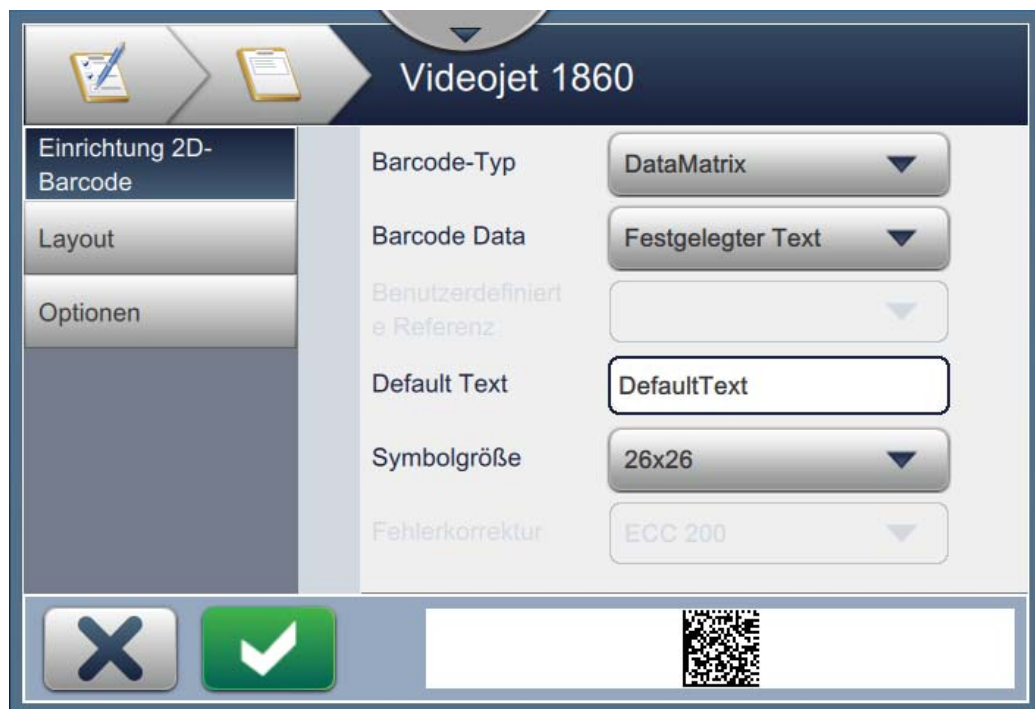 Videojet 1860
Einrichtung 2D-
Barcode
Layout
Optionen
Barcode-Typ
DataMatrix
Barcode Data
Festgelegter Text
Benutzerdefiniert
e Referenz
Default Text
DefaultText
Symbolgröße
26x26
Fehlerkorrektur
ECC 200